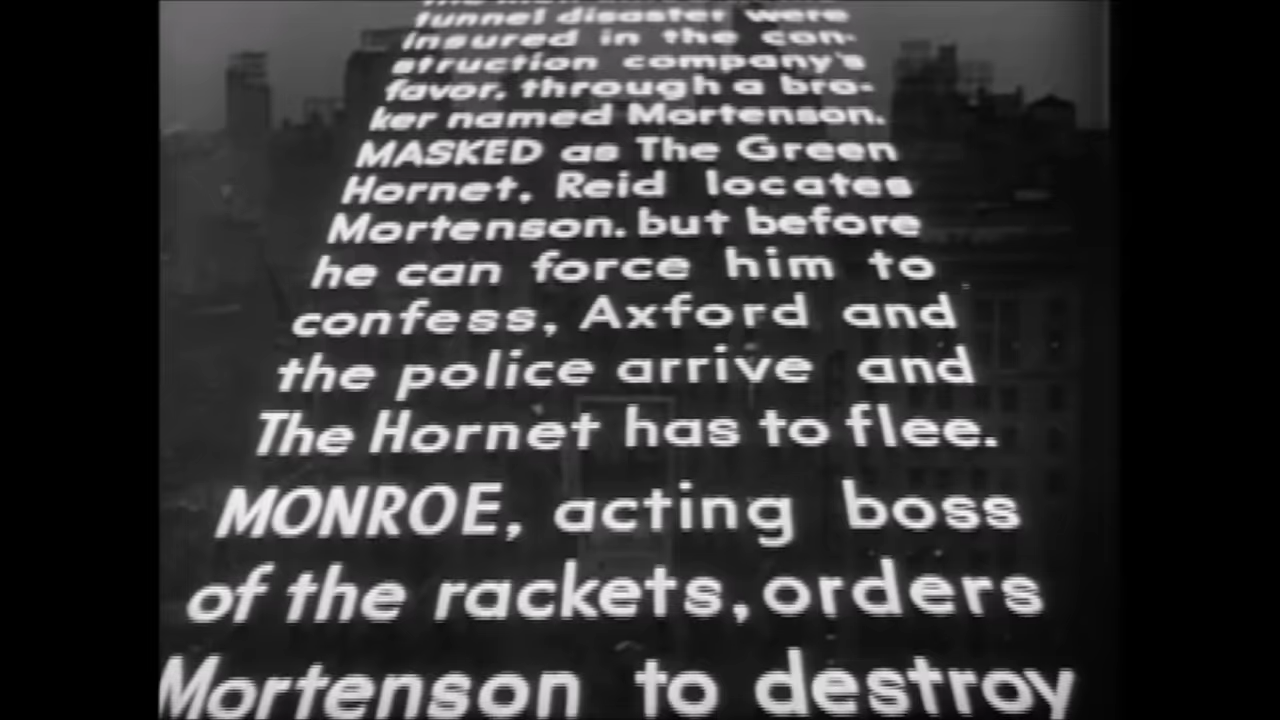 tunnel disaster were
insured in the con-
struction company's
favor, through a bro-
ker named Mortenson.
MASKED as The Green
Hornet, Reid locates
Mortenson, but before
he can force him to
confess, Axford and
the police arrive and
The Hornet has to flee.
MONROE, acting boss
of the rackets, orders
Mortenson to destroy